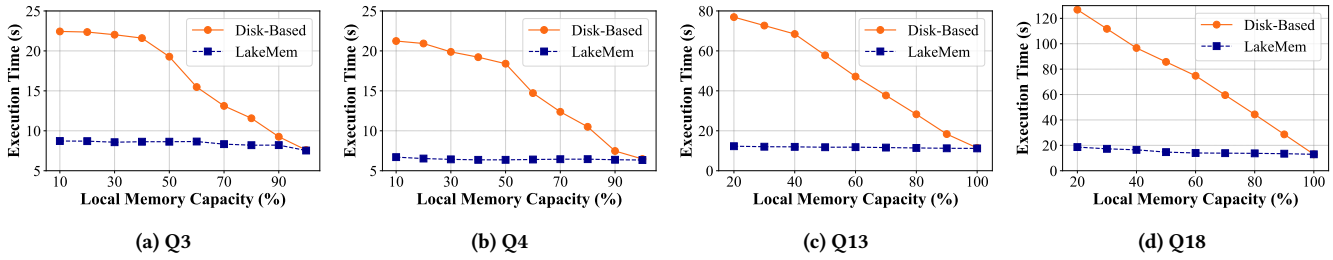 Execution Time (s)
25
20
15
10
5
10
30
50
70
90
Local Memory Capacity (%)
Disk-Based
LakeMem
(a) Q3
Execution Time (s)
25
20
15
10
5
10
30
50
70
90
Local Memory Capacity (%)
Disk-Based
LakeMem
(b) Q4
Execution Time (s)
80
60
40
20
0
20
40
60
80
100
Local Memory Capacity (%)
Disk-Based
LakeMem
(c) Q13
Execution Time (s)
120
100
80
60
40
20
0
20
40
60
80
100
Local Memory Capacity (%)
Disk-Based
LakeMem
(d) Q18